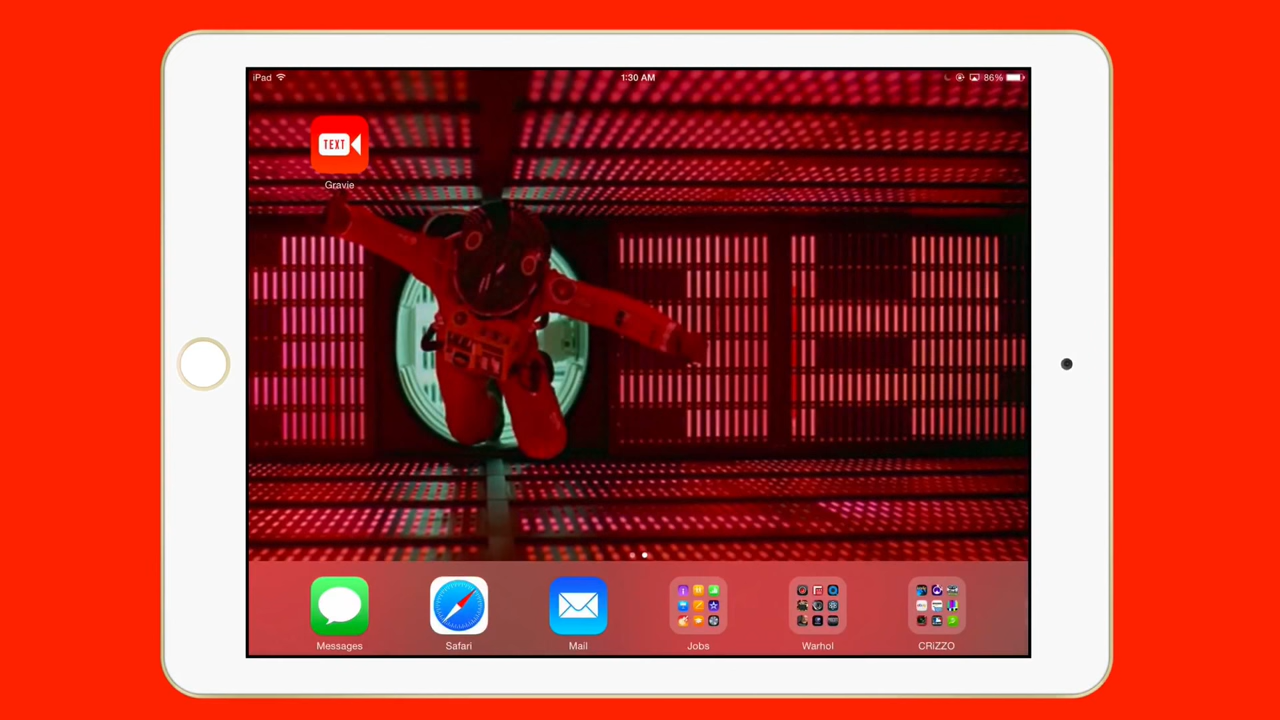 iPad
1:30 AM
86%
TEXT
Gravie
Messages
Safari
Mail
Jobs
Warhol
CRiZZO